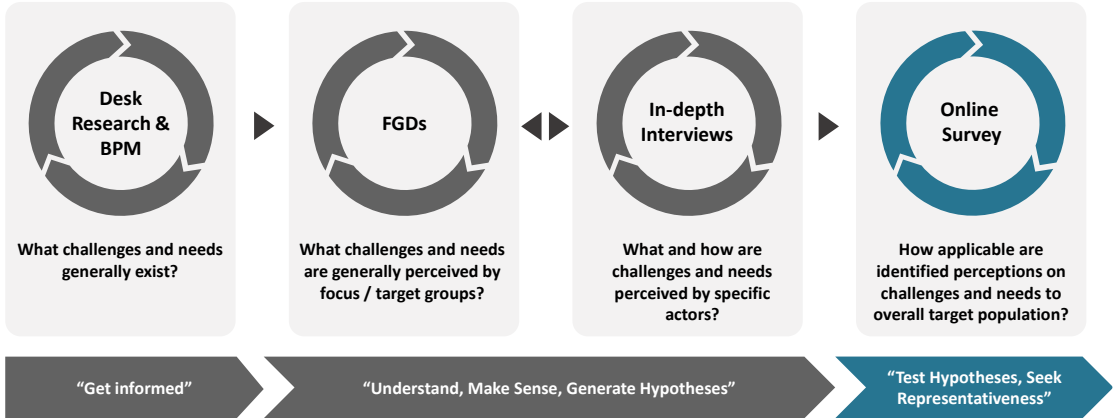 Desk
Research &
BPM
What challenges and needs
generally exist?
FGDs
What challenges and needs
are generally perceived by
focus / target groups?
In-depth
Interviews
What and how are
challenges and needs
perceived by specific
actors?
Online
Survey
How applicable are
identified perceptions on
challenges and needs to
overall target population?
“Get informed”
“Understand, Make Sense, Generate Hypotheses”
“Test Hypotheses, Seek
Representativeness”